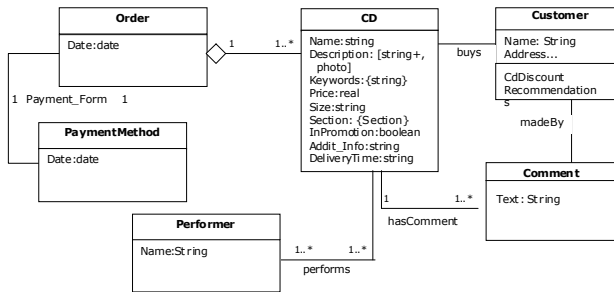 Order
Date:date
1
1..*
1 Payment_Form 1
PaymentMethod
Date:date
CD
Name:string
Description: [string+,
photo]
Keywords:{string}
Price:real
Size:string
Section: {Section}
InPromotion:boolean
Addit_Info:string
DeliveryTime:string
buys
Customer
Name: String
Address...
CdDiscount
Recommendation
s
madeBy
Comment
Text: String
1
1..*
hasComment
Performer
Name:String
1..*
1..*
performs